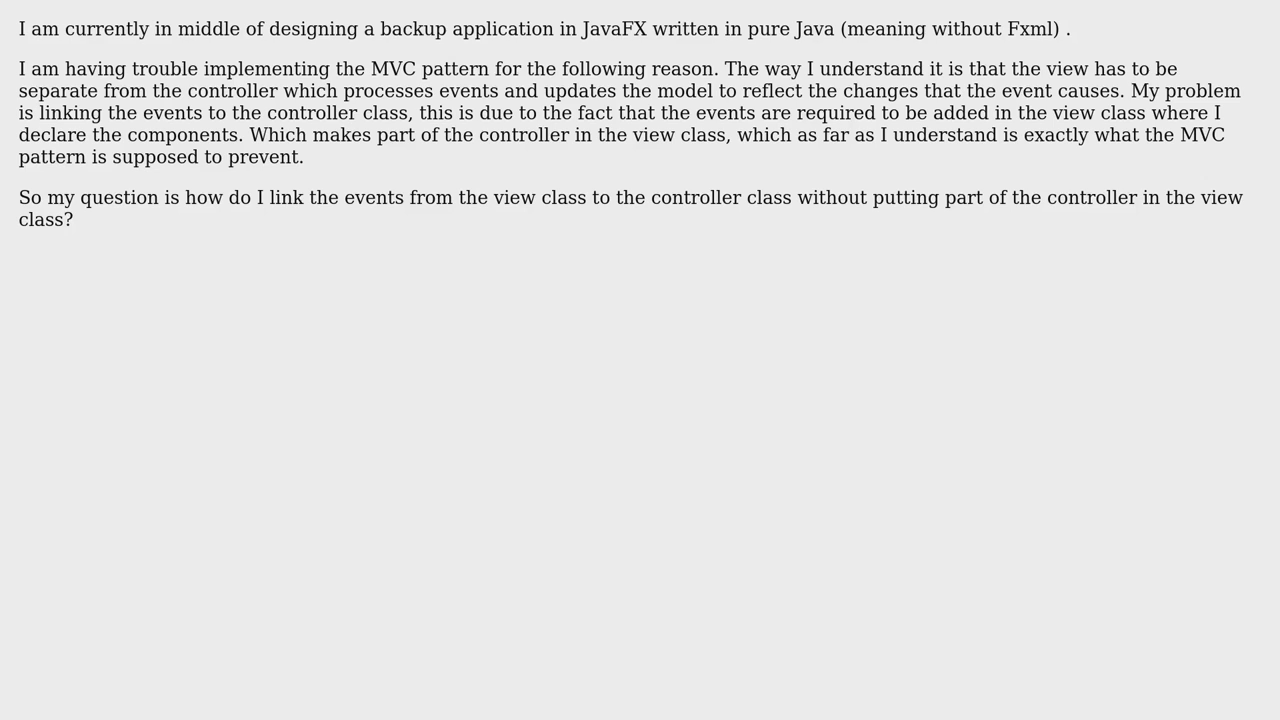 I am currently in middle of designing a backup application in JavaFX written in pure Java (meaning without Fxml) .
I am having trouble implementing the MVC pattern for the following reason. The way I understand it is that the view has to be
separate from the controller which processes events and updates the model to reflect the changes that the event causes. My problem
is linking the events to the controller class, this is due to the fact that the events are required to be added in the view class where I
declare the components. Which makes part of the controller in the view class, which as far as I understand is exactly what the MVC
pattern is supposed to prevent.
So my question is how do I link the events from the view class to the controller class without putting part of the controller in the view
class?